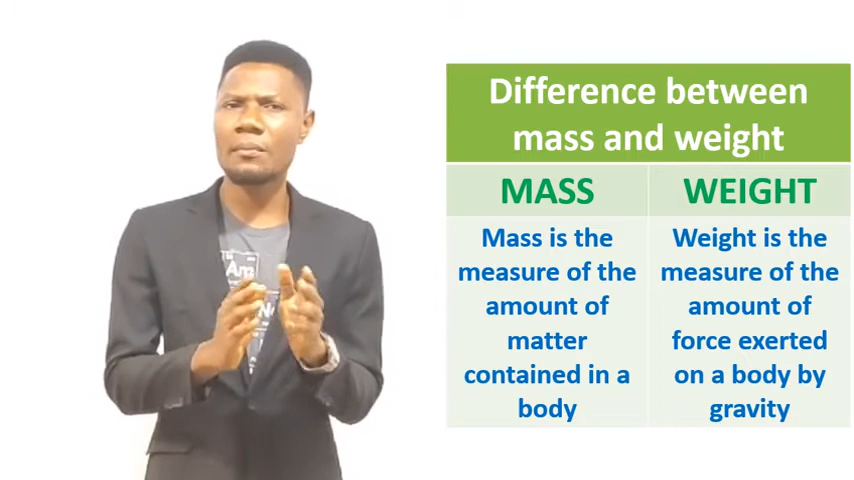 Difference between
mass and weight
MASS
WEIGHT
Mass is the
measure of the
amount of
matter
contained in a
body
Weight is the
measure of the
amount of
force exerted
on a body by
gravity
Am